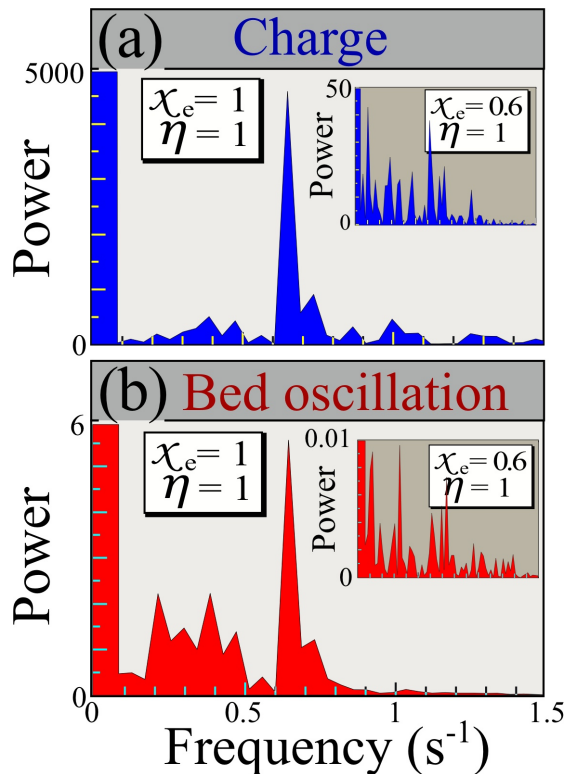 (a) Charge
5000
Power
0
χe= 1
η = 1
50
Power
0
χe= 0.6
η = 1
(b) Bed oscillation
6
Power
0
χe= 1
η = 1
0.01
Power
0
χe= 0.6
η = 1
0 0.5 1 1.5
Frequency (s-1)